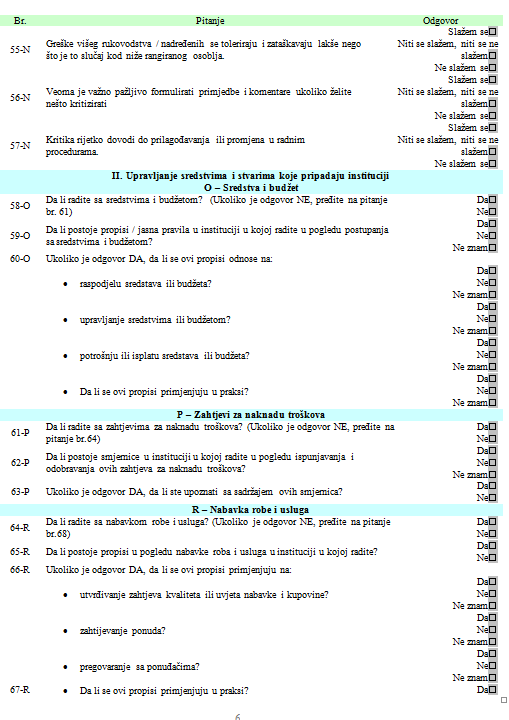 Br. Pitanje Odgovor
Slažem se
55-N Greške višeg rukovodstva / nadređenih se toleriraju i zataškavaju lakše nego Niti se slažem, niti se ne
što je to slučaj kod niže rangiranog osoblja. slažem
Ne slažem se
Slažem se
56-N Veoma je važno pažljivo formulirati primjedbe i komentare ukoliko želite Niti se slažem, niti se ne
nešto kritizirati slažem
Ne slažem se
Slažem se
57-N Kritika rijetko dovodi do prilagođavanja ili promjena u radnim Niti se slažem, niti se ne
procedurama. slažem
Ne slažem se
II. Upravljanje sredstvima i stvarima koje pripadaju instituciji
O – Sredstva i budžet
58-O Da li radite sa sredstvima i budžetom? (Ukoliko je odgovor NE, pređite na pitanje Da
br. 61) Ne
59-O Da li postoje propisi / jasna pravila u instituciji u kojoj radite u pogledu postupanja Da
sa sredstvima i budžetom? Ne
Ne znam
60-O Ukoliko je odgovor DA, da li se ovi propisi odnose na:
Da
• raspodjelu sredstava ili budžeta? Ne
Ne znam
Da
• upravljanje sredstvima ili budžetom? Ne
Ne znam
Da
• potrošnju ili isplatu sredstava ili budžeta? Ne
Ne znam
Da
• Da li se ovi propisi primjenjuju u praksi? Ne
Ne znam
P – Zahtjevi za naknadu troškova
61-P Da li radite sa zahtjevima za naknadu troškova? (Ukoliko je odgovor NE, pređite na Da
pitanje br.64) Ne
62-P Da li postoje smjernice u instituciji u kojoj radite u pogledu ispunjavanja i Da
odobravanja ovih zahtjeva za naknadu troškova? Ne
Ne znam
63-P Ukoliko je odgovor DA, da li ste upoznati sa sadržajem ovih smjernica? Da
Ne
R – Nabavka robe i usluga
64-R Da li radite sa nabavkom robe i usluga? (Ukoliko je odgovor NE, pređite na pitanje Da
br.68) Ne
65-R Da li postoje propisi u pogledu nabavke roba i usluga u instituciji u kojoj radite? Da
Ne
66-R Ukoliko je odgovor DA, da li se ovi propisi primjenjuju na:
Da
• utvrđivanje zahtjeva kvaliteta ili uvjeta nabavke i kupovine? Ne
Ne znam
Da
• zahtijevanje ponuda? Ne
Ne znam
Da
• pregovaranje sa ponuđačima? Ne
Ne znam
67-R • Da li se ovi propisi primjenjuju u praksi? Da
6